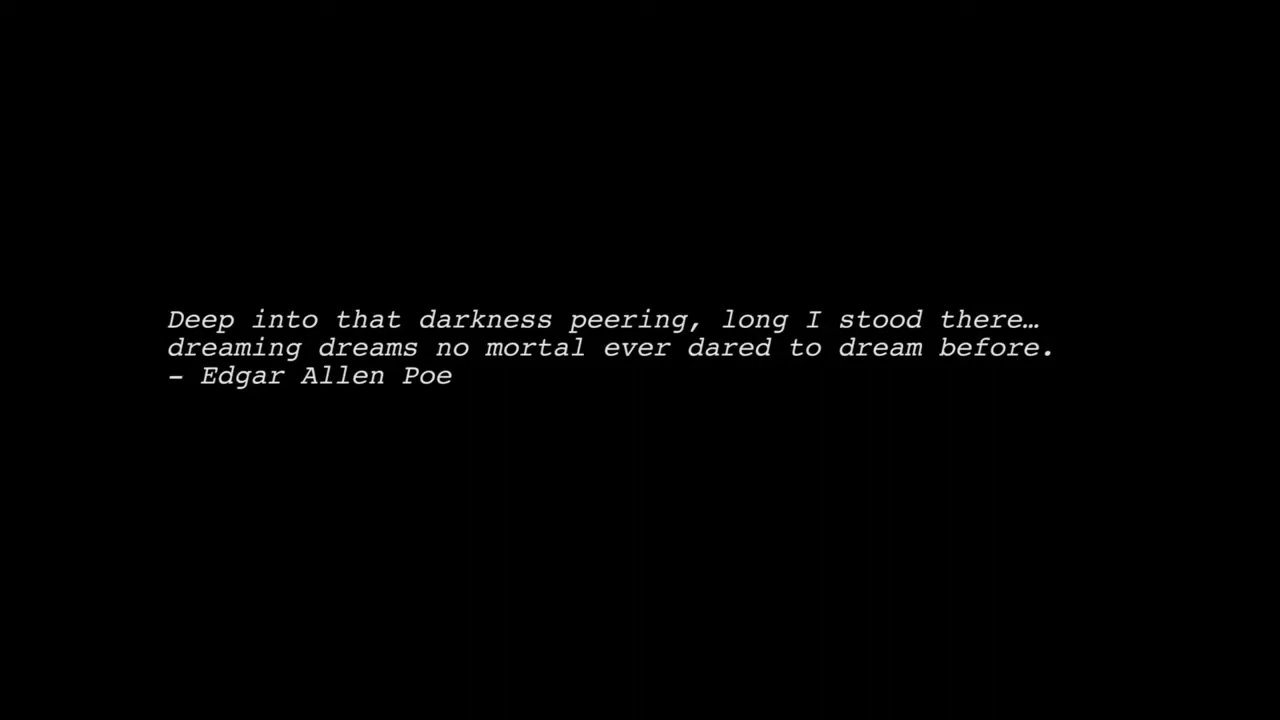 Deep into that darkness peering, long I stood there…
dreaming dreams no mortal ever dared to dream before.
– Edgar Allen Poe